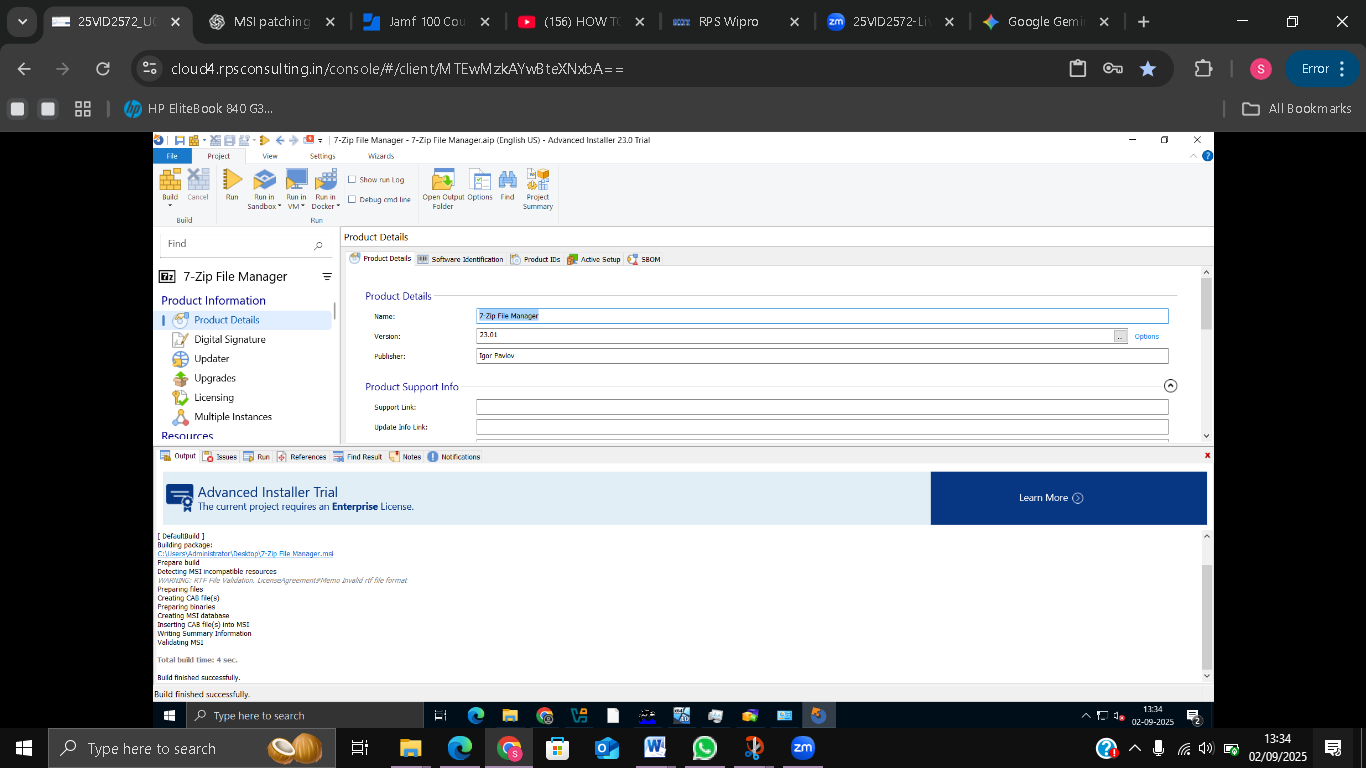 25VID2572_U
MSI patching
Jamf 100 Cou
(156) HOW T
RPS Wipro
25VID2572-Li
Google Gemi
cloud4.rpsconsulting.in/console/#/client/MTEwMzkAYwBteXNxbA==
S
Error
HP EliteBook 840 G3...
All Bookmarks
7-Zip File Manager - 7-Zip File Manager.aip (English US) - Advanced Installer 23.0 Trial
File Project View Settings Wizards
Build Cancel Run Run in Sandbox Run in VM Run in Docker
Show run Log
Debug cmd line
Open Output Folder Options Find Project Summary
Build Run
Find
Product Details
Product Details Software Identification Product IDs Active Setup SBOM
7-Zip File Manager
Product Information
Product Details
Digital Signature
Updater
Upgrades
Licensing
Multiple Instances
Resources
Product Details
Name: 7-Zip File Manager
Version: 23.01 ... Options
Publisher: Igor Pavlov
Product Support Info
Support Link:
Update Info Link:
Output Issues Run References Find Result Notes Notifications
Advanced Installer Trial
The current project requires an Enterprise License.
Learn More
[ DefaultBuild ]
Building package:
C:\Users\Administrator\Desktop\7-Zip File Manager.msi
Prepare build
Detecting MSI incompatible resources
WARNING: RTF File Validation. LicenseAgreement#Memo Invalid rtf file format
Preparing files
Creating CAB file(s)
Preparing binaries
Creating MSI database
Inserting CAB file(s) into MSI
Writing Summary Information
Validating MSI
Total build time: 4 sec.
Build finished successfully.
Build finished successfully.
Type here to search
13:34
02-09-2025
2
Type here to search
13:34
02/09/2025